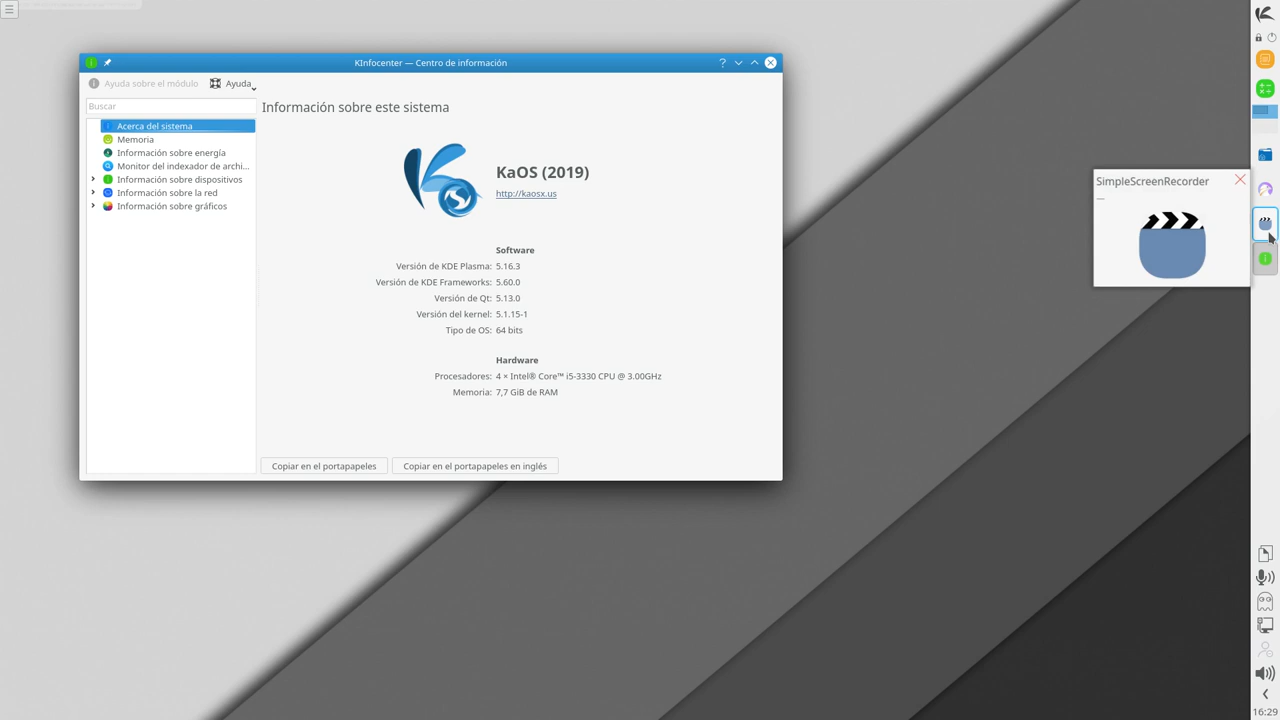 KInfocenter — Centro de información
Ayuda sobre el módulo
Ayuda
Buscar
Acerca del sistema
Memoria
Información sobre energía
Monitor del indexador de archi...
Información sobre dispositivos
Información sobre la red
Información sobre gráficos
Información sobre este sistema
KaOS (2019)
http://kaosx.us
Software
Versión de KDE Plasma: 5.16.3
Versión de KDE Frameworks: 5.60.0
Versión de Qt: 5.13.0
Versión del kernel: 5.1.15-1
Tipo de OS: 64 bits
Hardware
Procesadores: 4 × Intel® Core™ i5-3330 CPU @ 3.00GHz
Memoria: 7,7 GiB de RAM
Copiar en el portapapeles
Copiar en el portapapeles en inglés
SimpleScreenRecorder
—
16:29